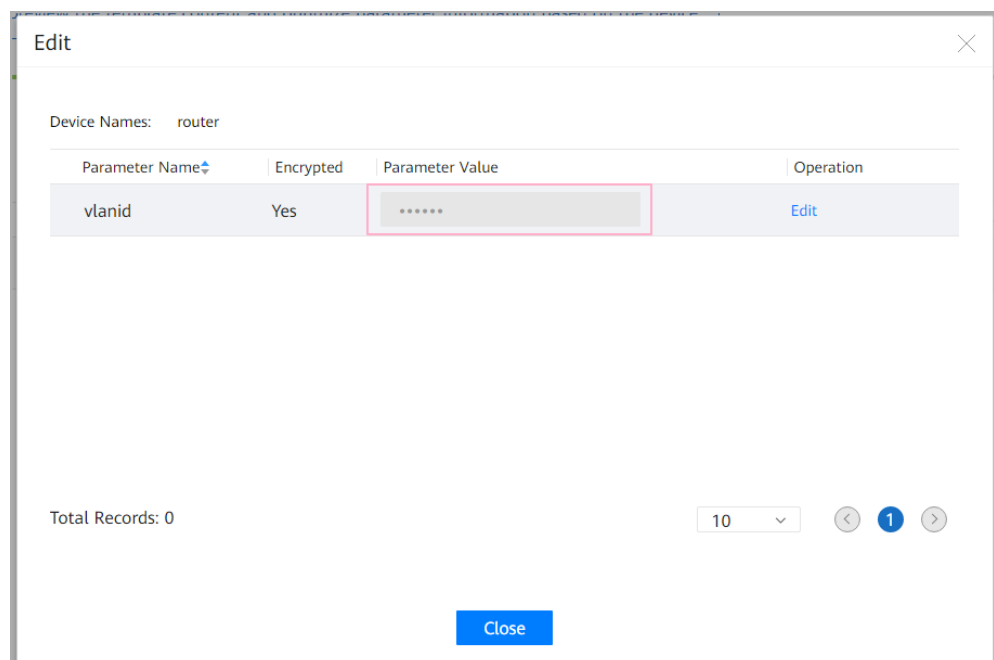 Edit
Device Names: router
Parameter Name Encrypted Parameter Value Operation
vlanid Yes •••••• Edit
Total Records: 0
10 1
Close